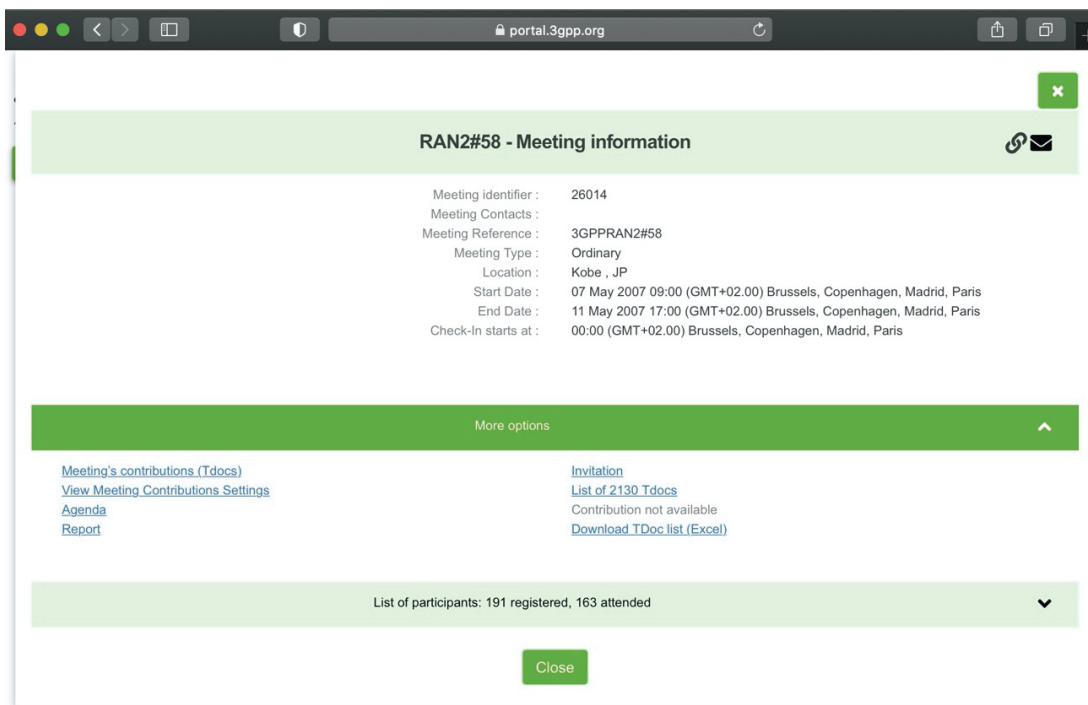 portal.3gpp.org
RAN2#58 - Meeting information
Meeting identifier : 26014
Meeting Contacts :
Meeting Reference : 3GPPRAN2#58
Meeting Type : Ordinary
Location : Kobe , JP
Start Date : 07 May 2007 09:00 (GMT+02.00) Brussels, Copenhagen, Madrid, Paris
End Date : 11 May 2007 17:00 (GMT+02.00) Brussels, Copenhagen, Madrid, Paris
Check-In starts at : 00:00 (GMT+02.00) Brussels, Copenhagen, Madrid, Paris
More options
Meeting's contributions (Tdocs)
View Meeting Contributions Settings
Agenda
Report
Invitation
List of 2130 Tdocs
Contribution not available
Download TDoc list (Excel)
List of participants: 191 registered, 163 attended
Close